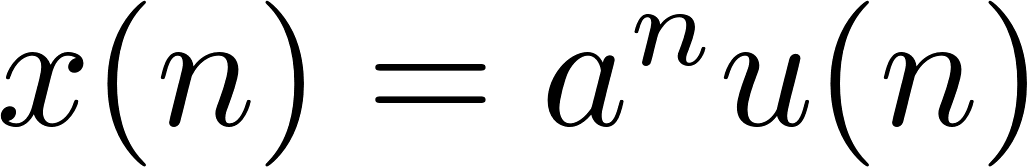 x(n) = a^n u(n)